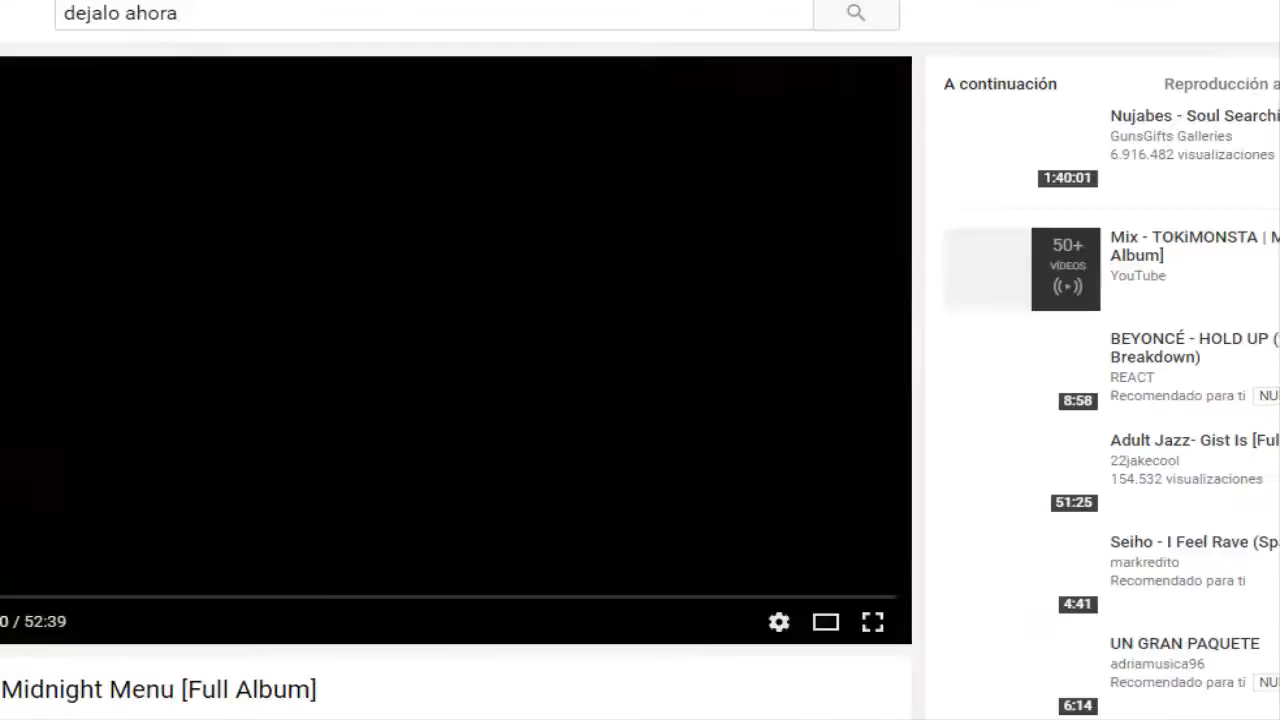 dejalo ahora
A continuación
Reproducción a
Nujabes - Soul Searchi
GunsGifts Galleries
6.916.482 visualizaciones
1:40:01
50+
VÍDEOS
Mix - TOKiMONSTA | M
Album]
YouTube
BEYONCÉ - HOLD UP (
Breakdown)
REACT
Recomendado para ti NU
8:58
Adult Jazz- Gist Is [Ful
22jakecool
154.532 visualizaciones
51:25
Seiho - I Feel Rave (Sp
markredito
Recomendado para ti
4:41
UN GRAN PAQUETE
adriamusica96
Recomendado para ti NU
6:14
0 / 52:39
Midnight Menu [Full Album]